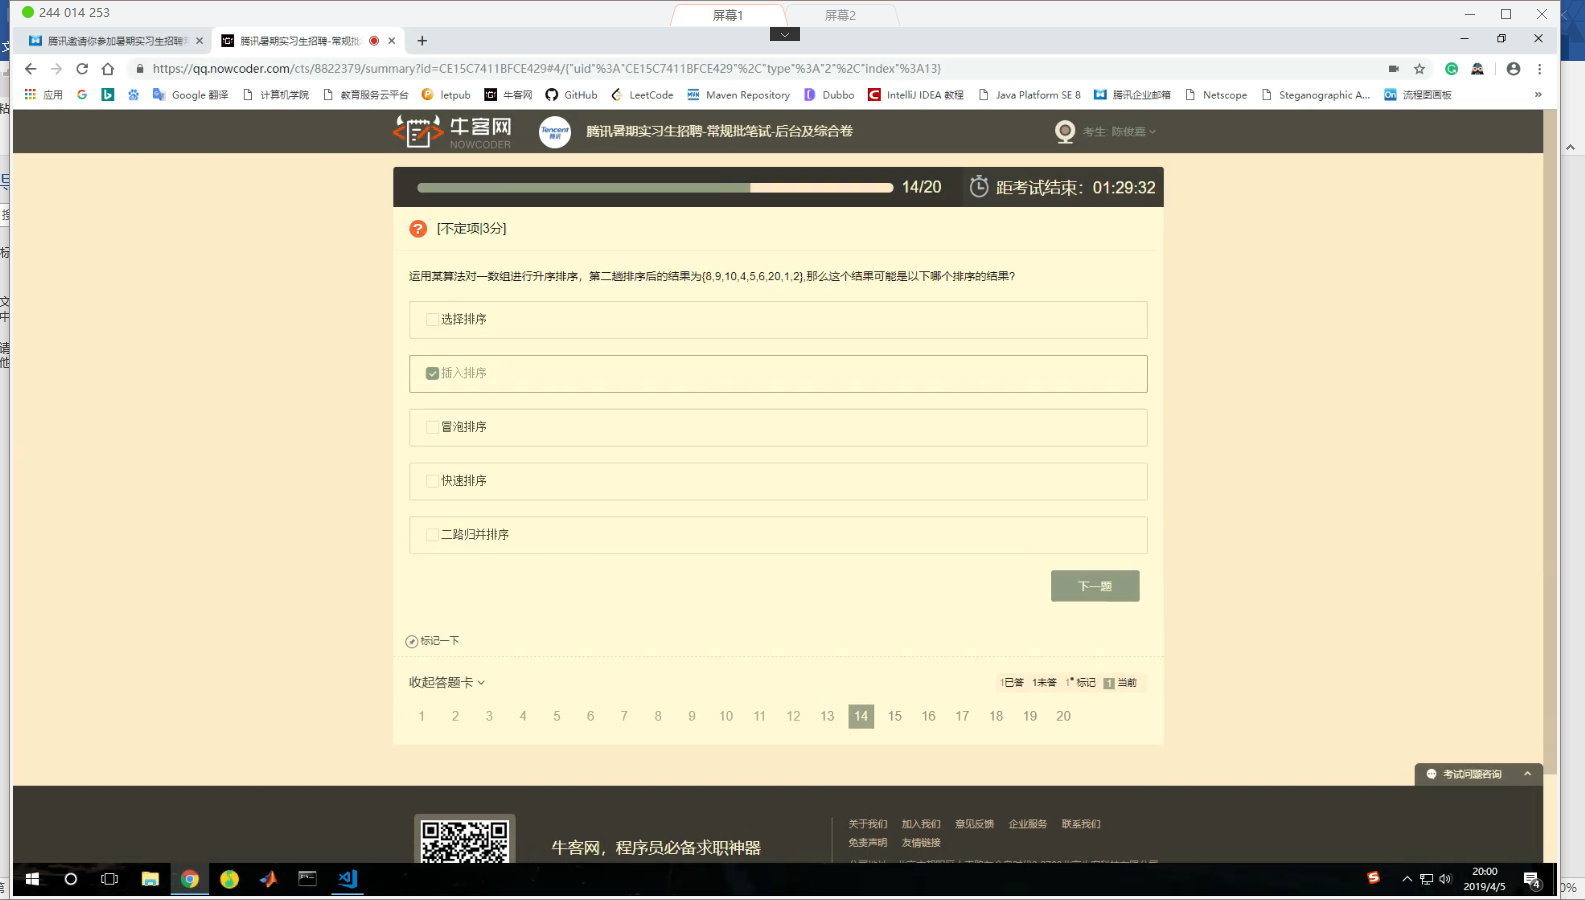 244 014 253
屏幕1
屏幕2
腾讯邀请你参加暑期实习生招聘
腾讯暑期实习生招聘-常规批
https://qq.nowcoder.com/cts/8822379/summary?id=CE15C7411BFCE429#4/{"uid"%3A"CE15C7411BFCE429"%2C"type"%3A"2"%2C"index"%3A13}
应用
Google 翻译
计算机学院
教育服务云平台
letpub
牛客网
GitHub
LeetCode
Maven Repository
Dubbo
IntelliJ IDEA 教程
Java Platform SE 8
腾讯企业邮箱
Netscope
Steganographic A...
流程图画板
牛客网
NOWCODER
Tencent
腾讯
腾讯暑期实习生招聘-常规批笔试-后台及综合卷
考生: 陈俊嘉
14/20
距考试结束：01:29:32
? [不定项|3分]
运用某算法对一数组进行升序排序，第二趟排序后的结果为{8,9,10,4,5,6,20,1,2},那么这个结果可能是以下哪个排序的结果?
选择排序
插入排序
冒泡排序
快速排序
二路归并排序
下一题
标记一下
收起答题卡
1已答 1未答 1* 标记 1 当前
1 2 3 4 5 6 7 8 9 10 11 12 13 14 15 16 17 18 19 20
考试问题咨询
牛客网，程序员必备求职神器
关于我们 加入我们 意见反馈 企业服务 联系我们
免责声明 友情链接
20:00
2019/4/5
4
0%